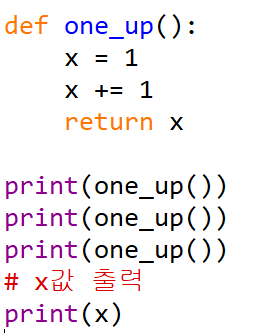 def one_up():
    x = 1
    x += 1
    return x

print(one_up())
print(one_up())
print(one_up())
# x값 출력
print(x)